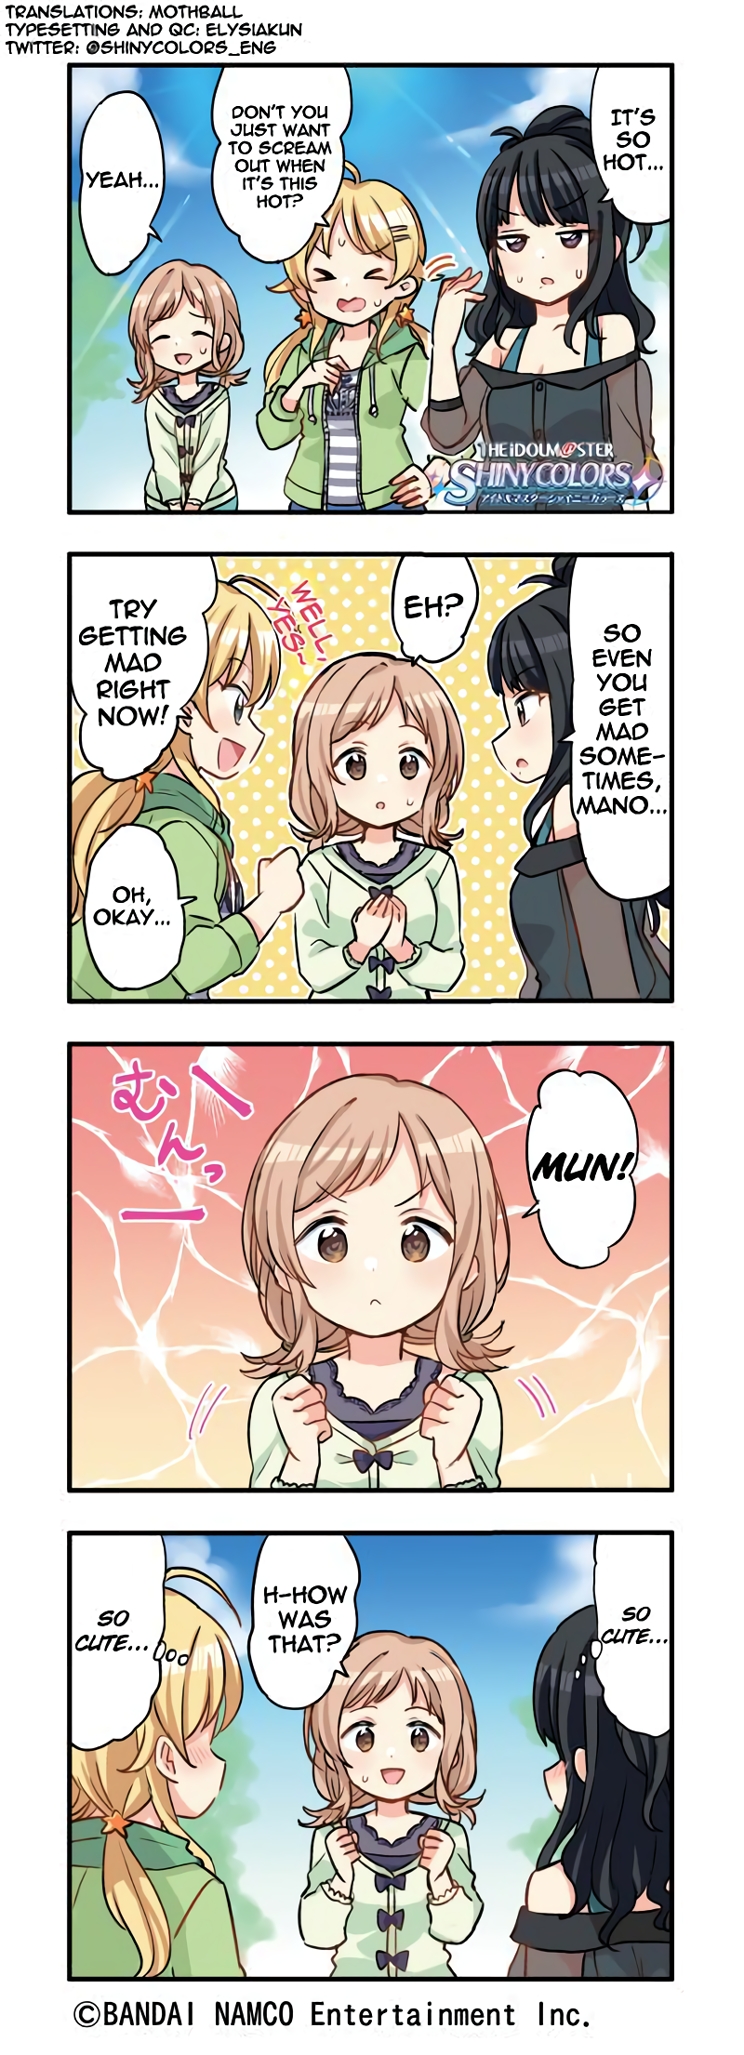 TRANSLATIONS: MOTHBALL
TYPESETTING AND QC: ELYSIAKUN
TWITTER: @SHINYCOLORS_ENG
IT'S
SO
HOT...
DON'T YOU
JUST WANT
TO SCREAM
OUT WHEN
IT'S THIS
HOT?
YEAH...
THE iDOLM@STER
SHINYCOLORS
アイドルマスターシャイニーカラーズ
SO
EVEN
YOU
GET
MAD
SOME-
TIMES,
MANO...
EH?
WELL,
YES~
TRY
GETTING
MAD
RIGHT
NOW!
OH,
OKAY...
MUN!
むんっ
SO
CUTE...
H-HOW
WAS
THAT?
SO
CUTE...
©BANDAI NAMCO Entertainment Inc.